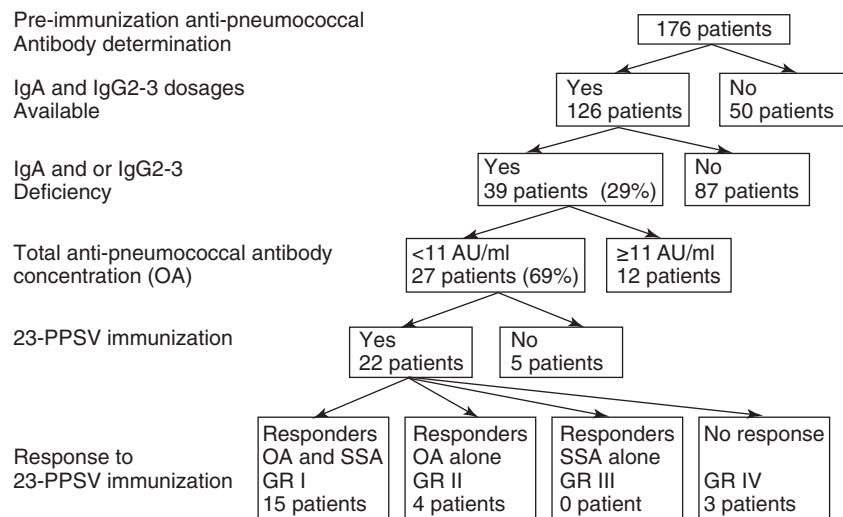 Pre-immunization anti-pneumococcal
Antibody determination
176 patients
IgA and IgG2-3 dosages
Available
Yes
126 patients
No
50 patients
IgA and or IgG2-3
Deficiency
Yes
39 patients (29%)
No
87 patients
Total anti-pneumococcal antibody
concentration (OA)
<11 AU/ml
27 patients (69%)
≥11 AU/ml
12 patients
23-PPSV immunization
Yes
22 patients
No
5 patients
Response to
23-PPSV immunization
Responders
OA and SSA
GR I
15 patients
Responders
OA alone
GR II
4 patients
Responders
SSA alone
GR III
0 patient
No response
GR IV
3 patients